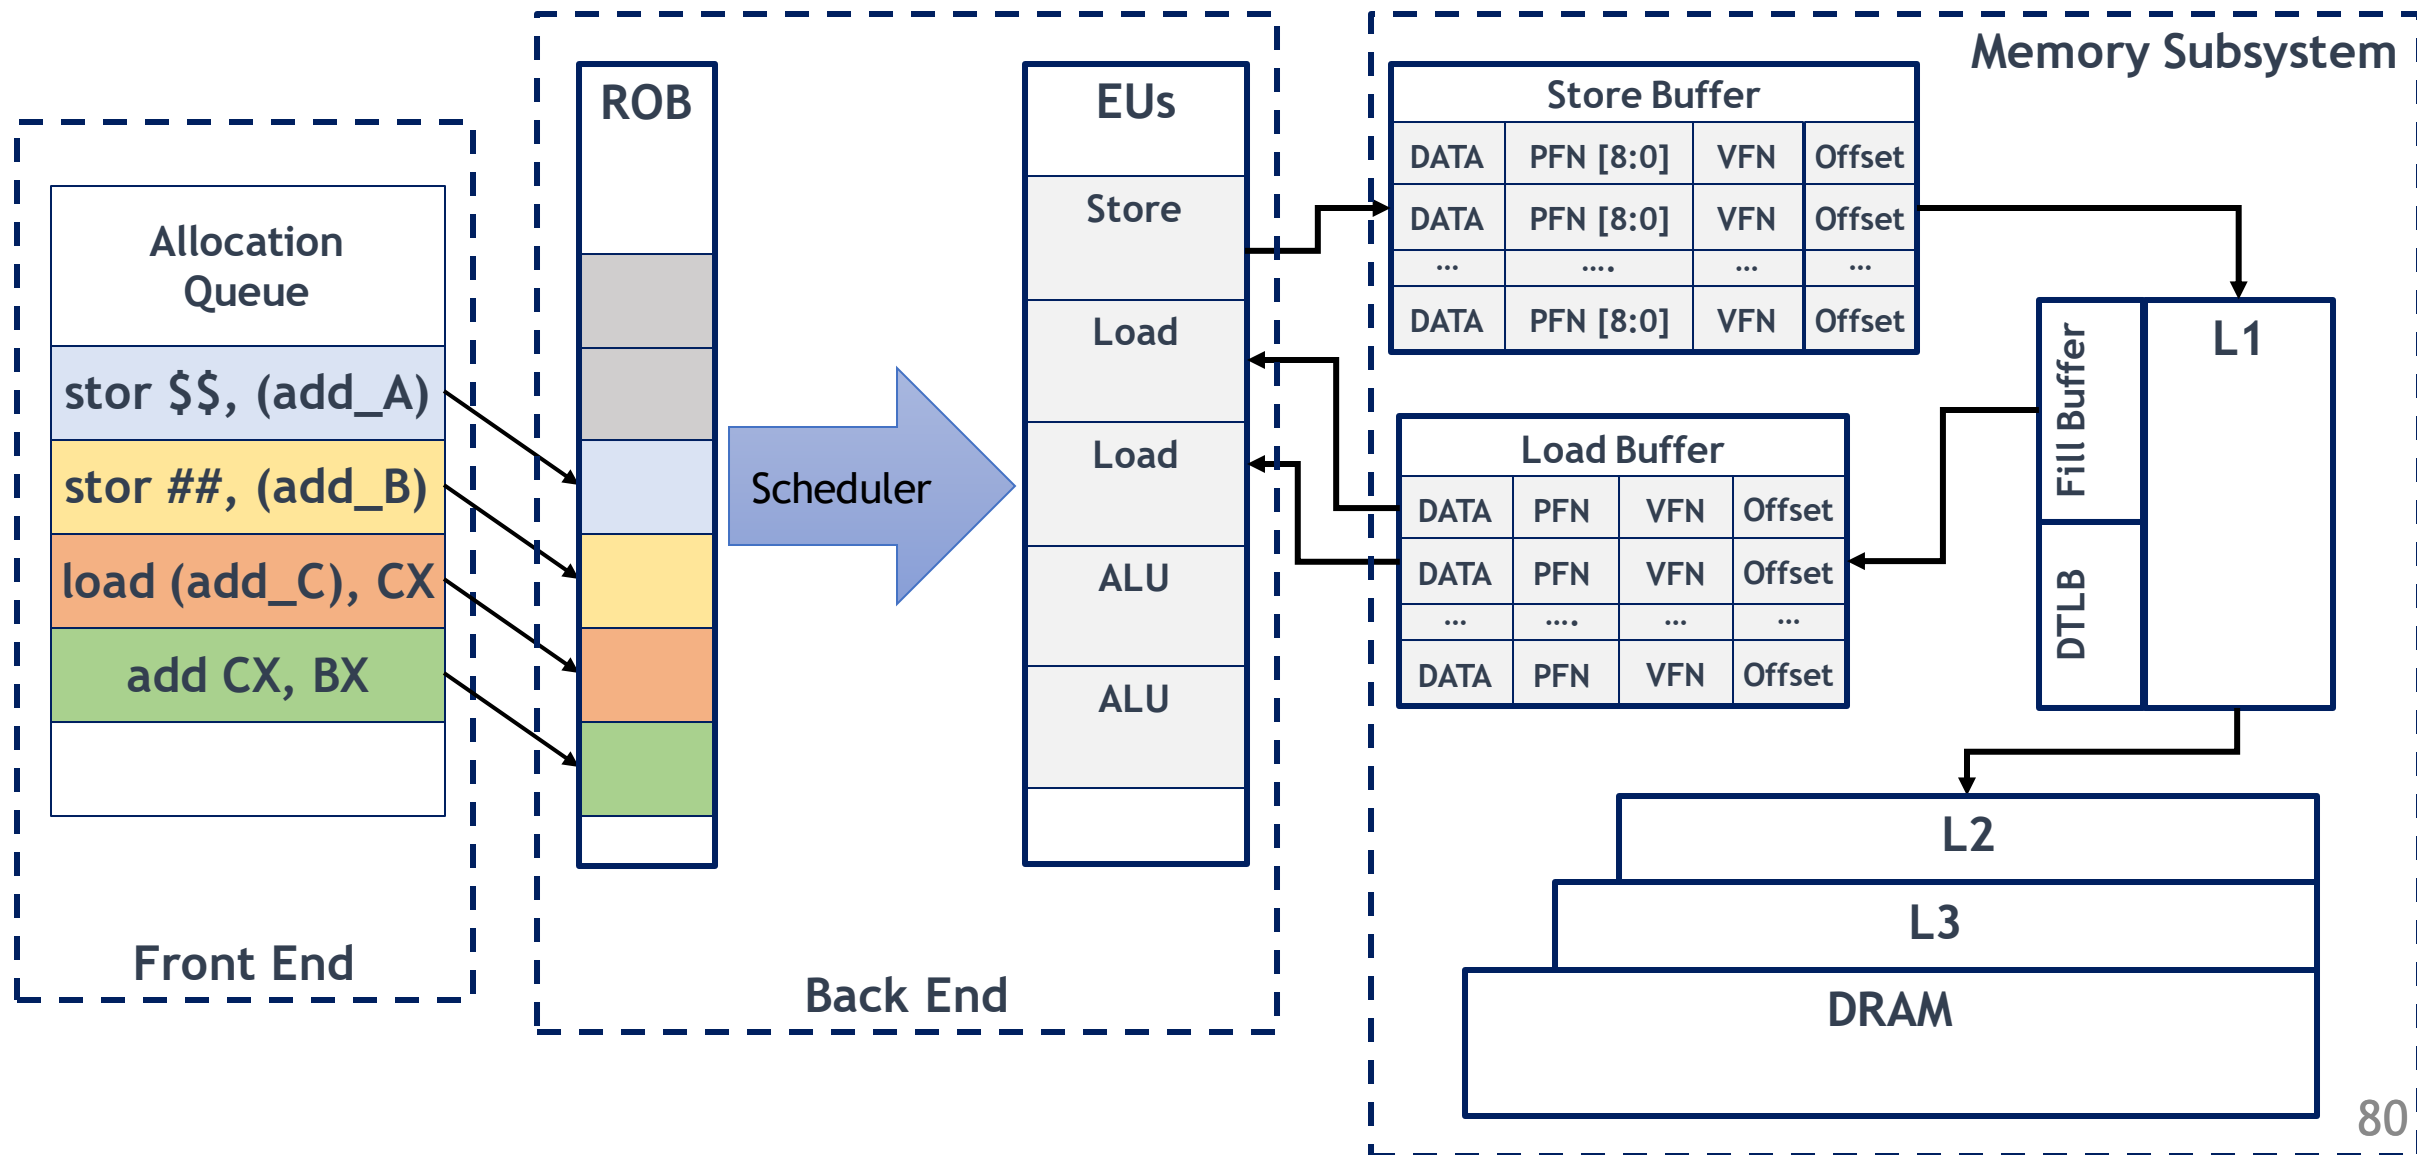 Allocation
Queue
stor $$, (add_A)
stor ##, (add_B)
load (add_C), CX
add CX, BX
Front End
ROB
Scheduler
EUs
Store
Load
Load
ALU
ALU
Back End
Memory Subsystem
Store Buffer
DATA PFN [8:0] VFN Offset
DATA PFN [8:0] VFN Offset
... .... ... ...
DATA PFN [8:0] VFN Offset
Load Buffer
DATA PFN VFN Offset
DATA PFN VFN Offset
... .... ... ...
DATA PFN VFN Offset
Fill Buffer
DTLB
L1
L2
L3
DRAM
80